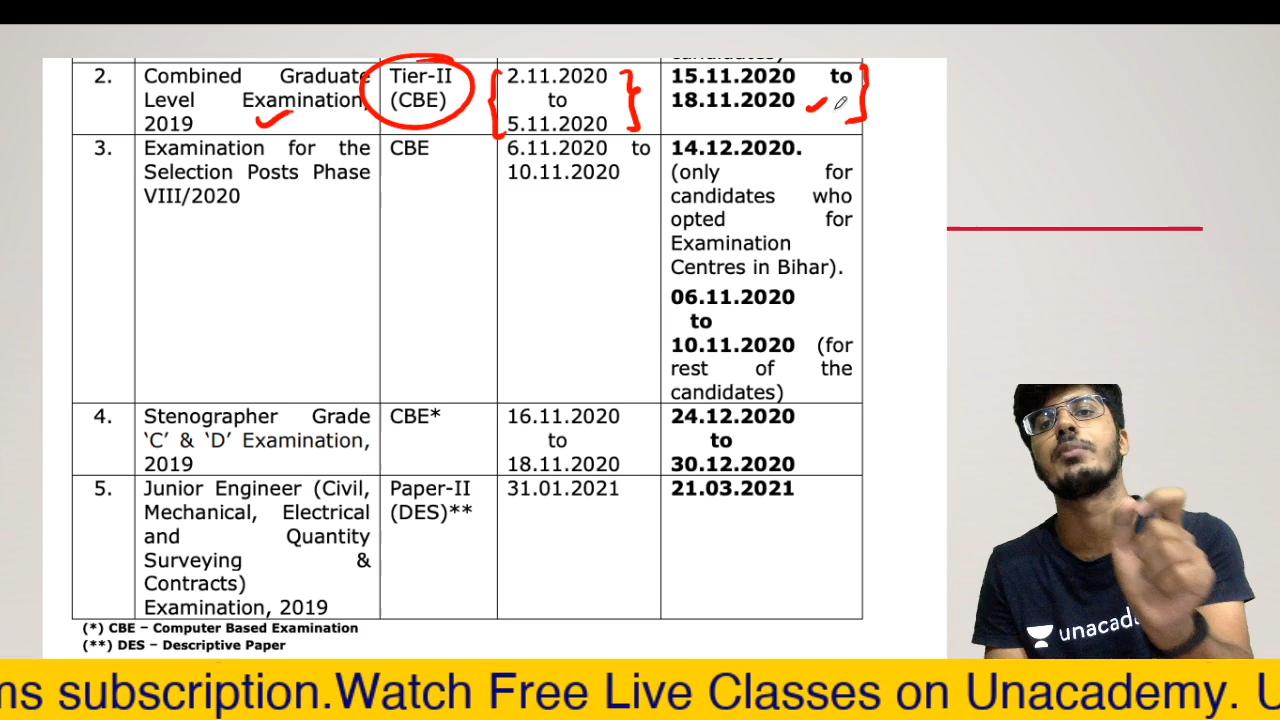 candidates)
2. Combined Graduate Tier-II 2.11.2020 15.11.2020 to
Level Examination, (CBE) to 18.11.2020
2019 5.11.2020
3. Examination for the CBE 6.11.2020 to 14.12.2020.
Selection Posts Phase 10.11.2020 (only for
VIII/2020 candidates who
opted for
Examination
Centres in Bihar).
06.11.2020
to
10.11.2020 (for
rest of the
candidates)
4. Stenographer Grade CBE* 16.11.2020 24.12.2020
‘C’ & ‘D’ Examination, to to
2019 18.11.2020 30.12.2020
5. Junior Engineer (Civil, Paper-II 31.01.2021 21.03.2021
Mechanical, Electrical (DES)**
and Quantity
Surveying &
Contracts)
Examination, 2019
(*) CBE – Computer Based Examination
(**) DES – Descriptive Paper
unacade
ms subscription.Watch Free Live Classes on Unacademy. U